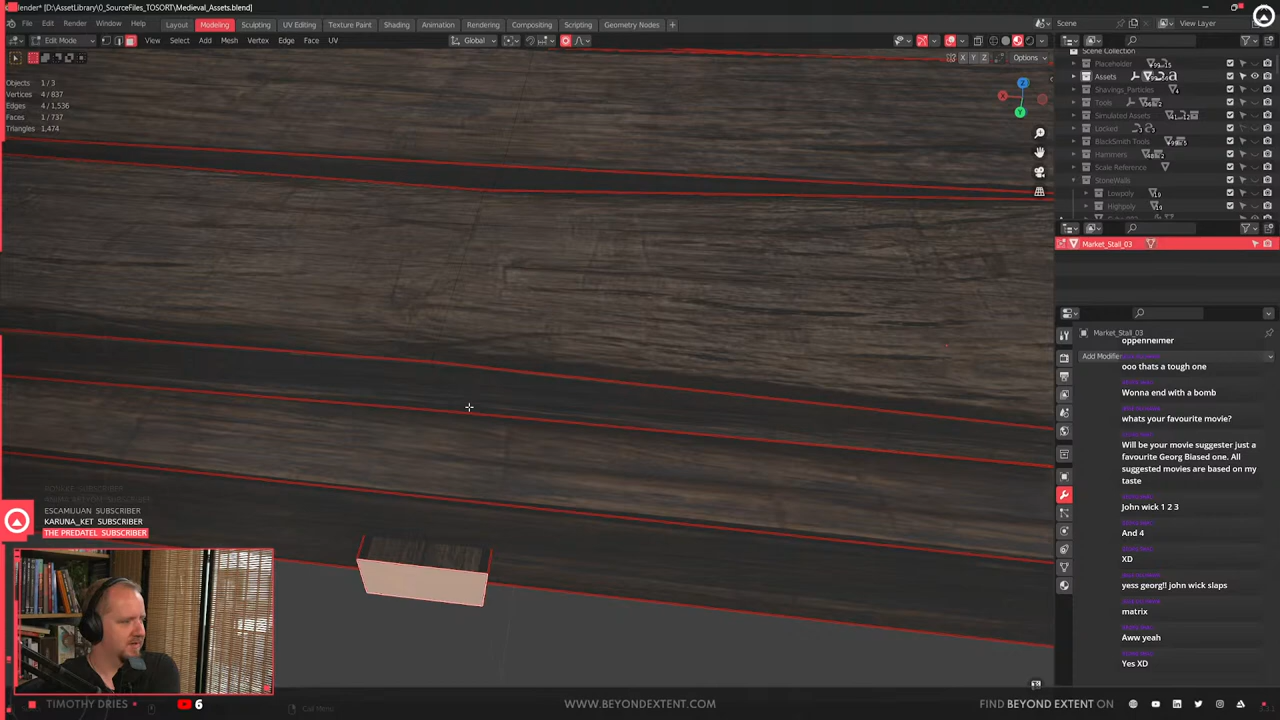 Blender* [D:\AssetLibrary\0_SourceFiles_TOSORT\Medieval_Assets.blend]
File Edit Render Window Help
Layout Modeling Sculpting UV Editing Texture Paint Shading Animation Rendering Compositing Scripting Geometry Nodes +
Scene
View Layer
Edit Mode View Select Add Mesh Vertex Edge Face UV
Global
X Y Z
Options
Objects 1 / 3
Vertices 4 / 837
Edges 4 / 1,536
Faces 1 / 737
Triangles 1,474
Scene Collection
Placeholder
Assets
Shavings_Particles
Tools
Simulated Assets
Locked
BlackSmith Tools
Hammers
Scale Reference
StoneWalls
Lowpoly
Highpoly
Market_Stall_03
Market_Stall_03
Add Modifier
oppenheimer
ooo thats a tough one
Wonna end with a bomb
whats your favourite movie?
Will be your movie suggester just a
favourite Georg Biased one. All
suggested movies are based on my
taste
John wick 1 2 3
And 4
XD
yess georg!! john wick slaps
matrix
Aww yeah
Yes XD
ESCAMIJUAN SUBSCRIBER
KARUNA_KET SUBSCRIBER
THE PREDATEL SUBSCRIBER
TIMOTHY DRIES
6
WWW.BEYONDEXTENT.COM
FIND BEYOND EXTENT ON